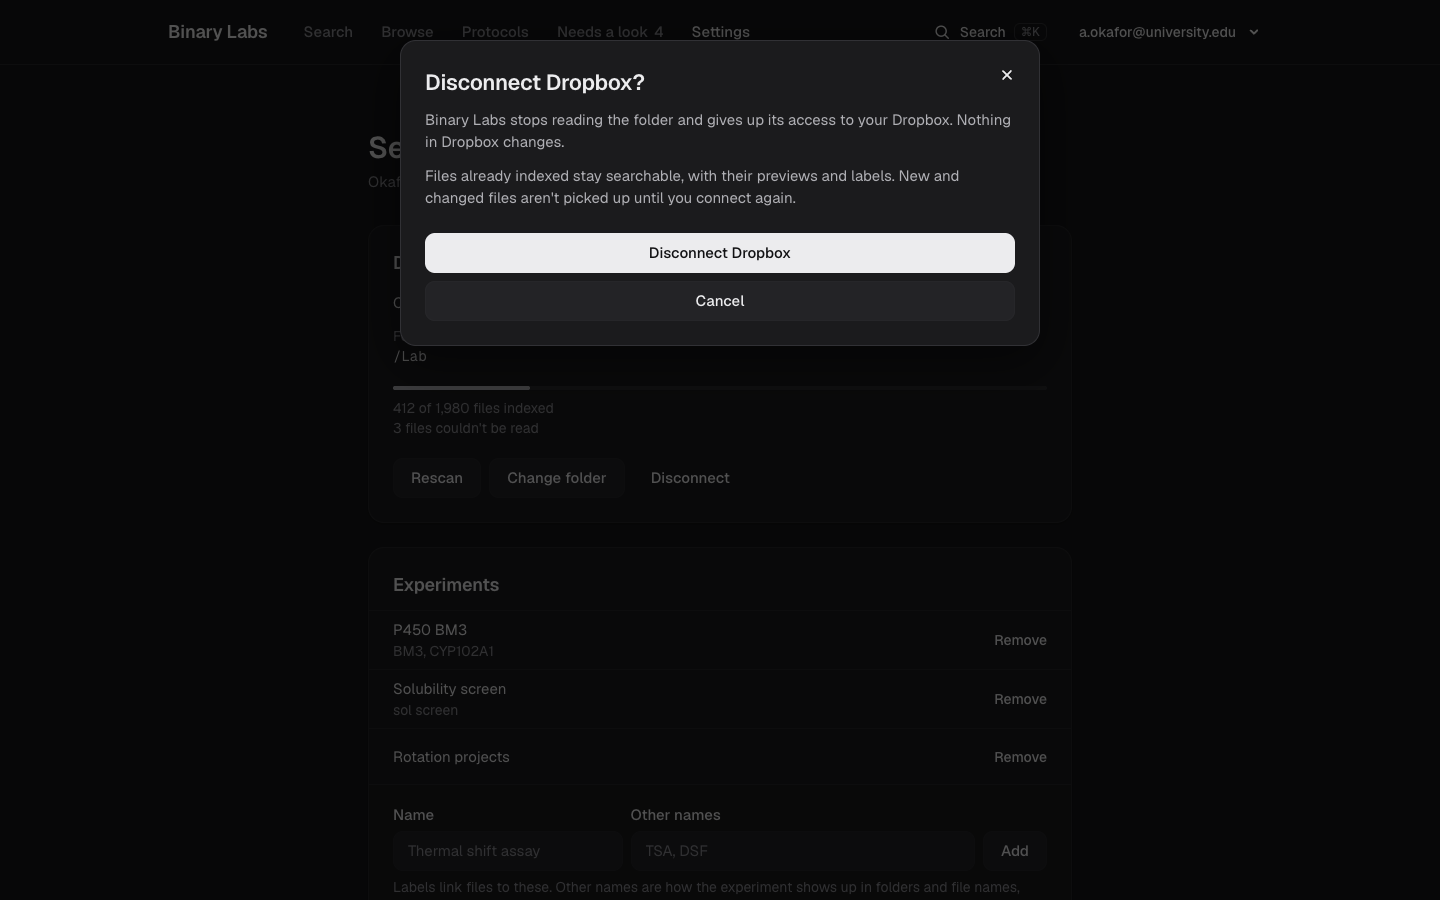 Binary Labs Search Browse Protocols Needs a look 4 Settings Search ⌘K a.okafor@university.edu
Disconnect Dropbox?
Binary Labs stops reading the folder and gives up its access to your Dropbox. Nothing
in Dropbox changes.
Files already indexed stay searchable, with their previews and labels. New and
changed files aren't picked up until you connect again.
Disconnect Dropbox
Cancel
/Lab
412 of 1,980 files indexed
3 files couldn't be read
Rescan Change folder Disconnect
Experiments
P450 BM3
BM3, CYP102A1
Remove
Solubility screen
sol screen
Remove
Rotation projects Remove
Name Other names
Thermal shift assay TSA, DSF Add
Labels link files to these. Other names are how the experiment shows up in folders and file names,